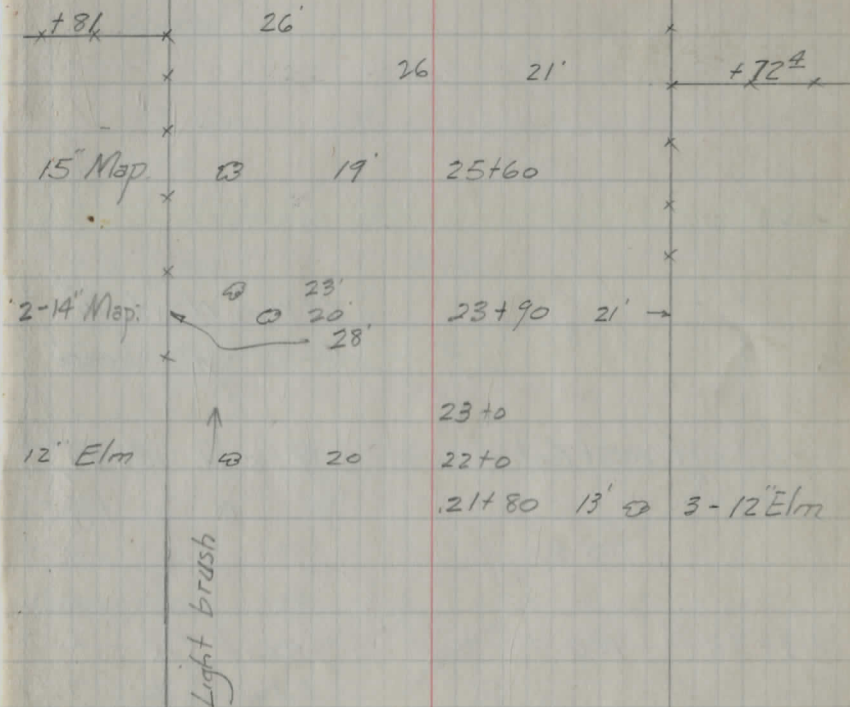 +81 26'
26 21' +72⁴
15" Map. 19' 25+60
23'
2-14" Map. 20' 23+90 21'
28'
23+0
12" Elm 20 22+0
21+80 13' 3-12" Elm
Light brush